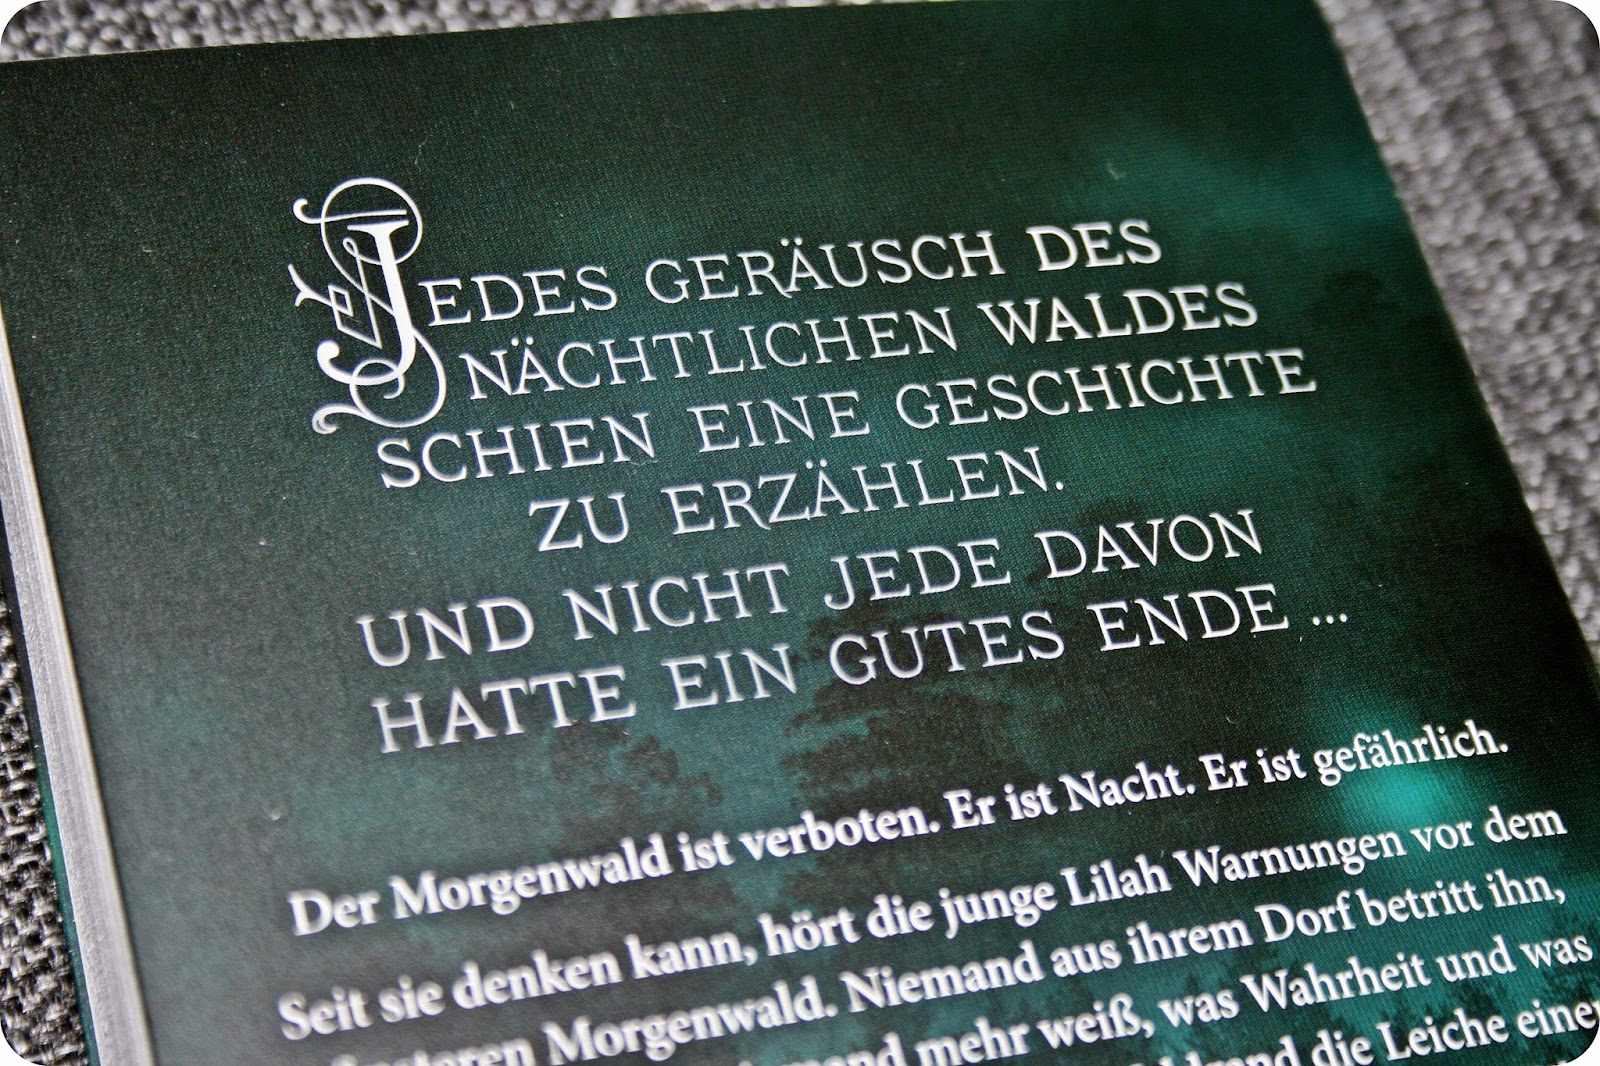 JEDES GERÄUSCH DES
NÄCHTLICHEN WALDES
SCHIEN EINE GESCHICHTE
ZU ERZÄHLEN.
UND NICHT JEDE DAVON
HATTE EIN GUTES ENDE ...
Der Morgenwald ist verboten. Er ist Nacht. Er ist gefährlich.
Seit sie denken kann, hört die junge Lilah Warnungen vor dem
Morgenwald. Niemand aus ihrem Dorf betritt ihn,
mehr weiß, was Wahrheit und was
die Leiche